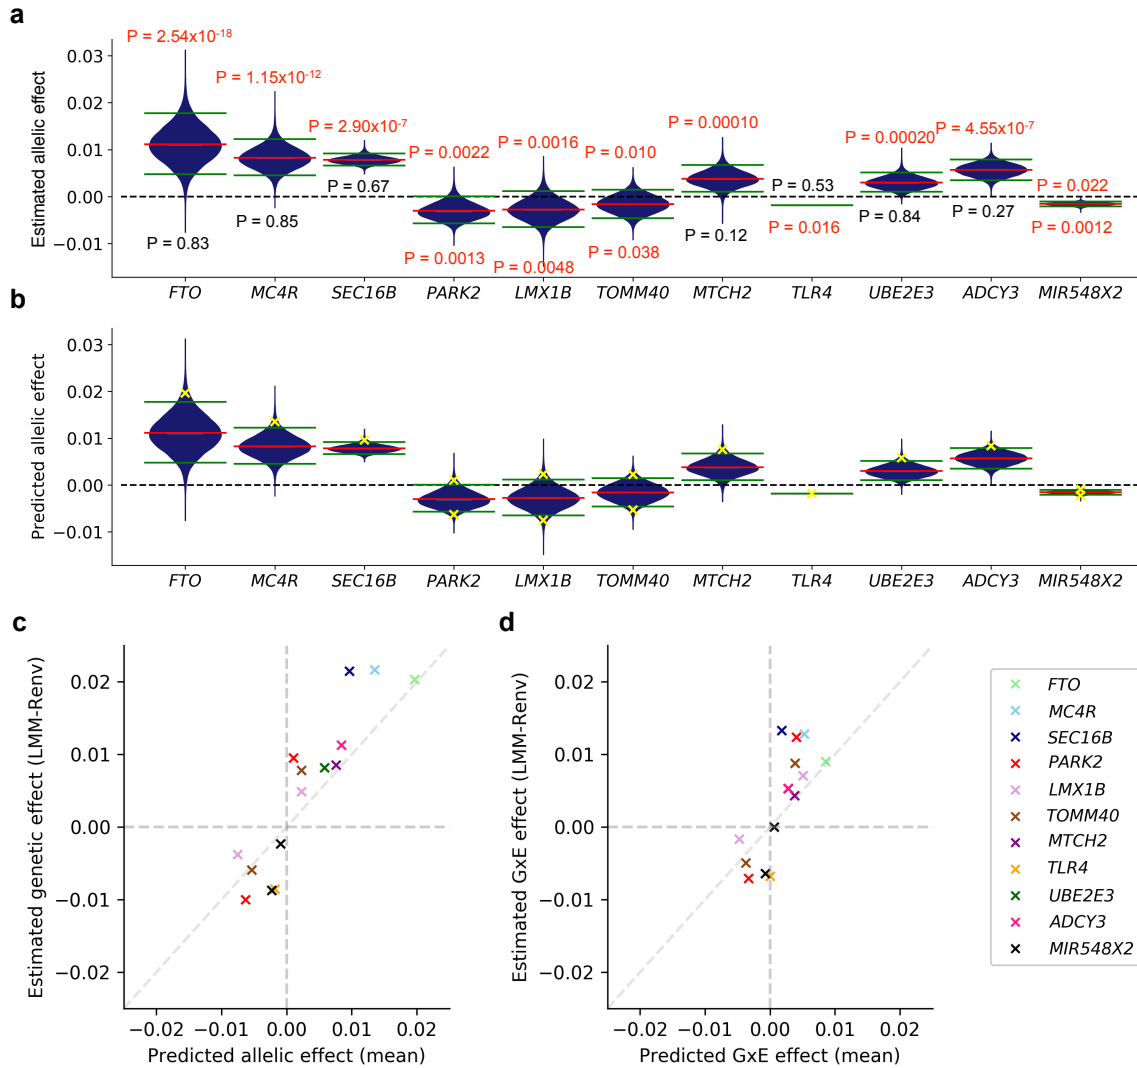 a
Estimated allelic effect
0.03
0.02
0.01
0.00
−0.01
P = 2.54x10-18
P = 1.15x10-12
P = 2.90x10-7
P = 0.0022
P = 0.0016
P = 0.010
P = 0.00010
P = 0.53
P = 0.00020
P = 4.55x10-7
P = 0.022
P = 0.83
P = 0.85
P = 0.67
P = 0.0013
P = 0.0048
P = 0.038
P = 0.12
P = 0.016
P = 0.84
P = 0.27
P = 0.0012
FTO MC4R SEC16B PARK2 LMX1B TOMM40 MTCH2 TLR4 UBE2E3 ADCY3 MIR548X2
b
Predicted allelic effect
0.03
0.02
0.01
0.00
−0.01
FTO MC4R SEC16B PARK2 LMX1B TOMM40 MTCH2 TLR4 UBE2E3 ADCY3 MIR548X2
c
Estimated genetic effect (LMM-Renv)
0.02
0.01
0.00
−0.01
−0.02
−0.02 −0.01 0.00 0.01 0.02
Predicted allelic effect (mean)
d
Estimated GxE effect (LMM-Renv)
0.02
0.01
0.00
−0.01
−0.02
−0.02 −0.01 0.00 0.01 0.02
Predicted GxE effect (mean)
FTO
MC4R
SEC16B
PARK2
LMX1B
TOMM40
MTCH2
TLR4
UBE2E3
ADCY3
MIR548X2